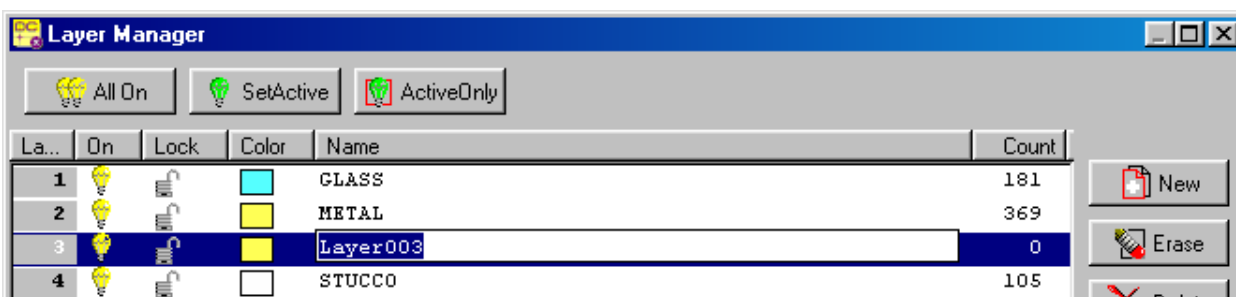 Layer Manager
All On SetActive ActiveOnly
La... On Lock Color Name Count
1 GLASS 181
New
2 METAL 369
3 Layer003 0
Erase
4 STUCCO 105